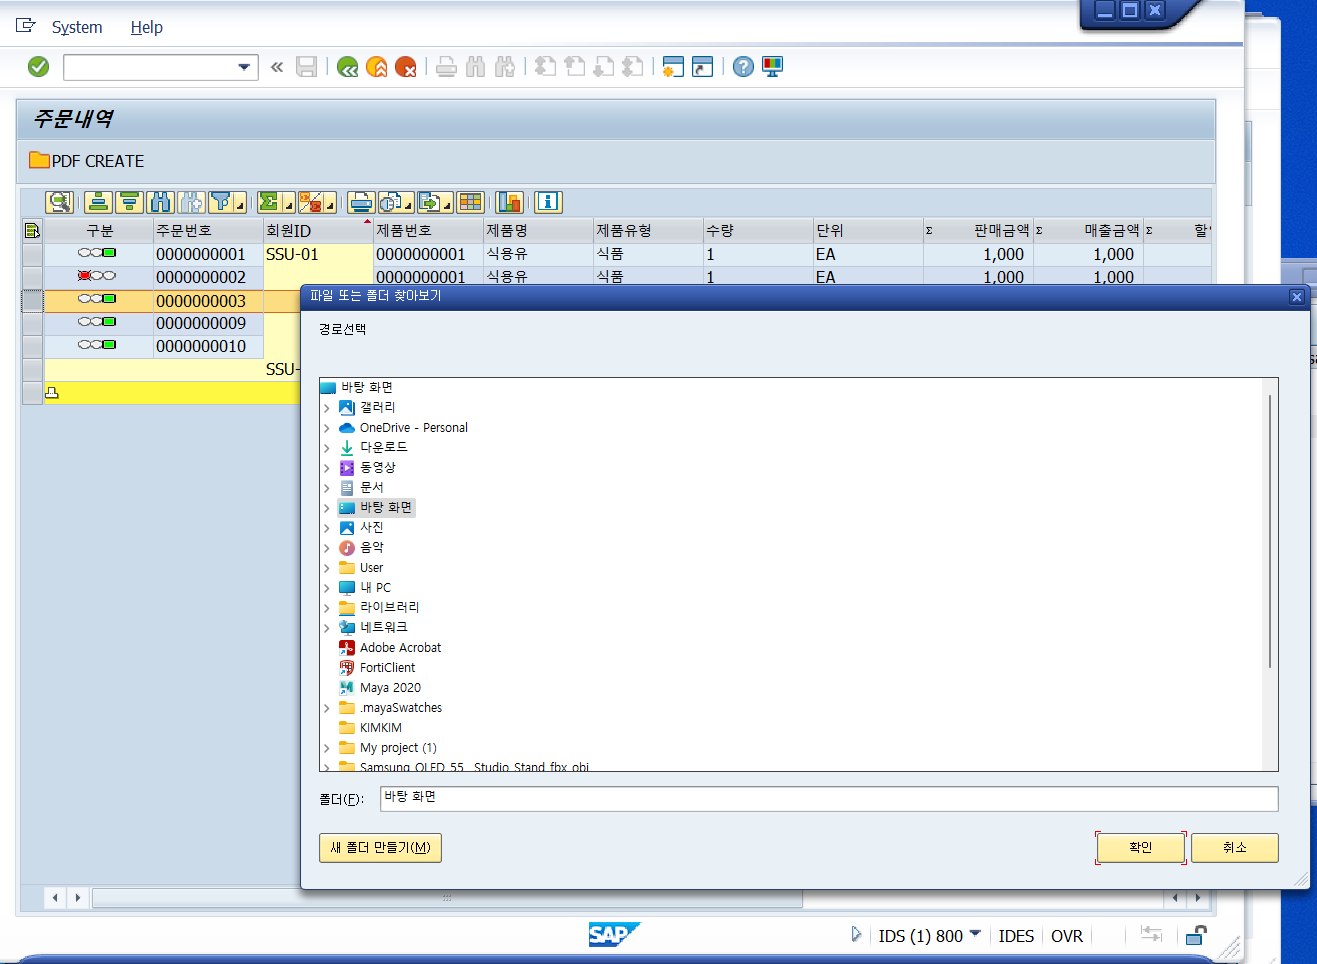 System Help
주문내역
PDF CREATE
구분 주문번호 회원ID 제품번호 제품명 제품유형 수량 단위 Σ 판매금액 Σ 매출금액 Σ
0000000001 SSU-01 0000000001 식용유 식품 1 EA 1,000 1,000
0000000002 0000000001 식용유 식품 1 EA 1,000 1,000
0000000003
0000000009
0000000010
SSU-
파일 또는 폴더 찾아보기
경로선택
바탕 화면
갤러리
OneDrive - Personal
다운로드
동영상
문서
바탕 화면
사진
음악
User
내 PC
라이브러리
네트워크
Adobe Acrobat
FortiClient
Maya 2020
.mayaSwatches
KIMKIM
My project (1)
Samsung OLED 55_ Studio Stand fbx obj
폴더(F): 바탕 화면
새 폴더 만들기(M) 확인 취소
SAP
IDS (1) 800 IDES OVR